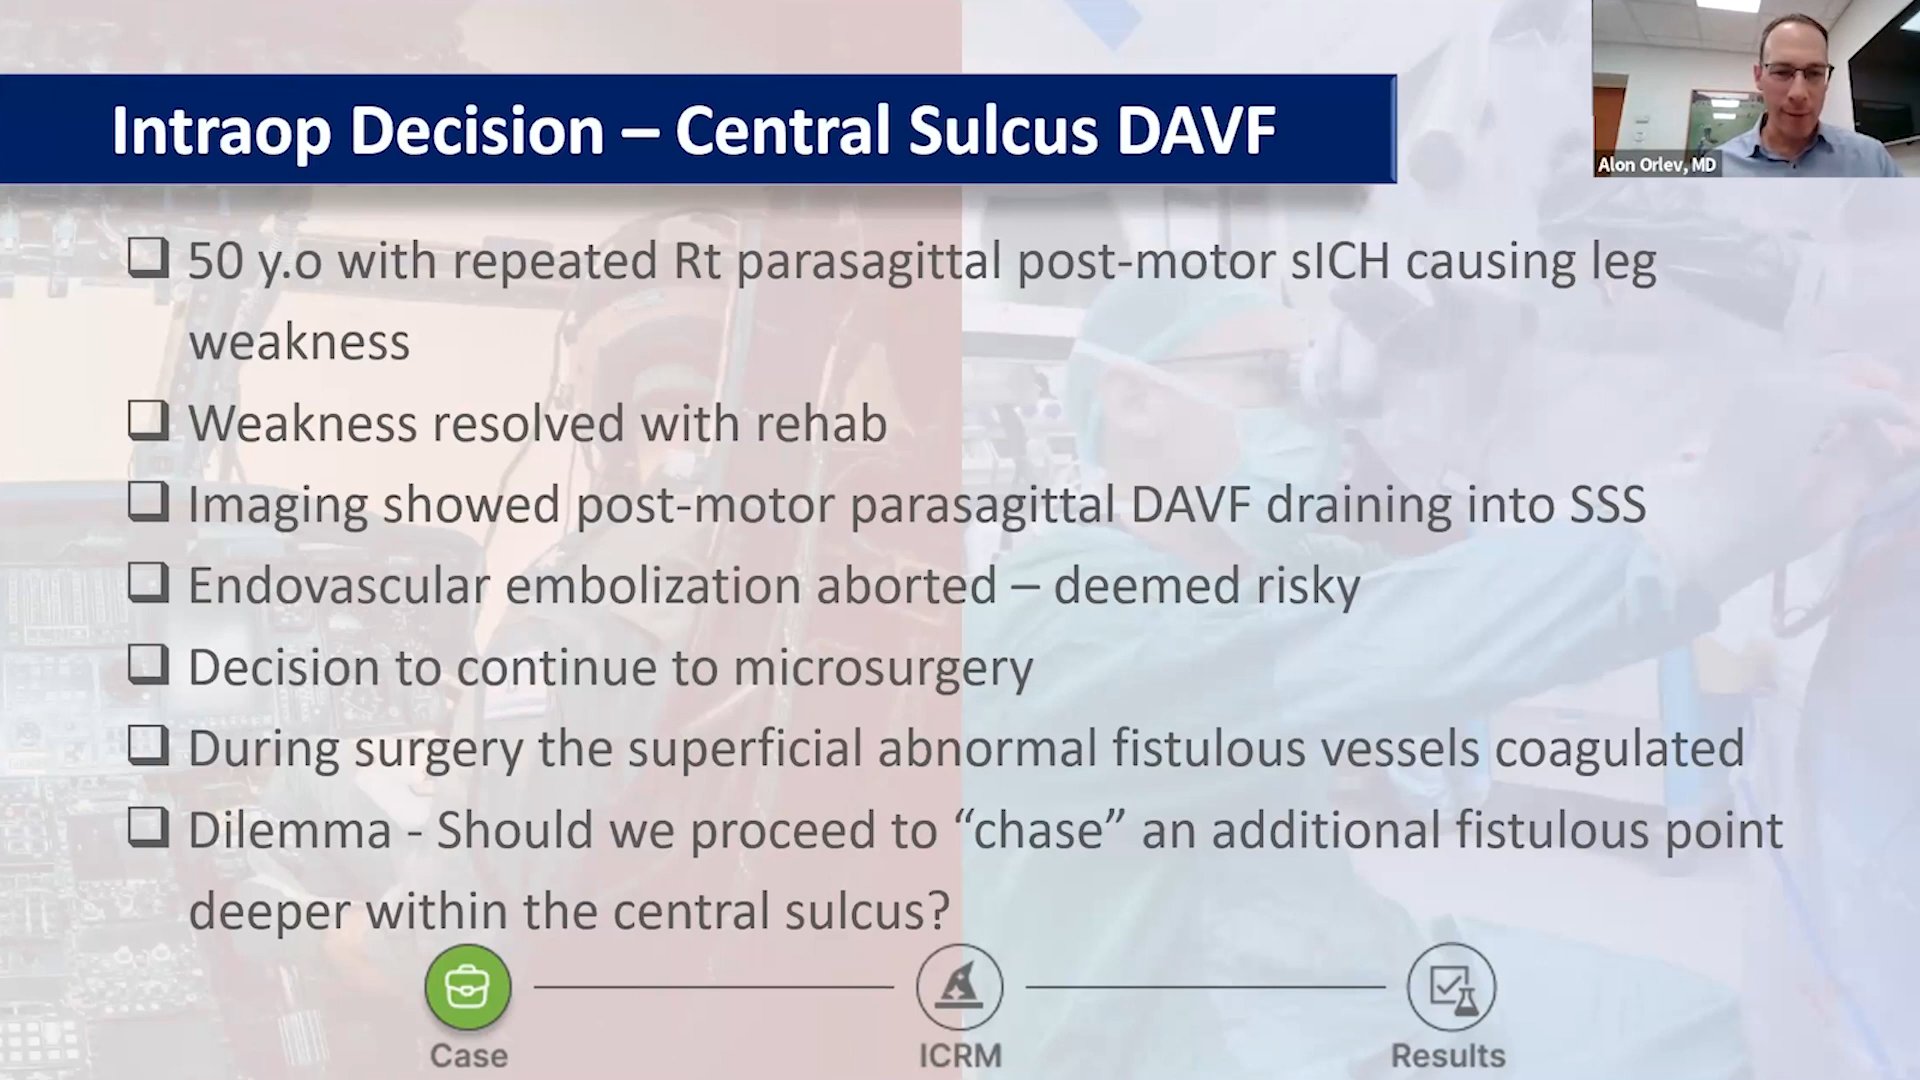 Intraop Decision – Central Sulcus DAVF
Alon Orlev, MD
50 y.o with repeated Rt parasagittal post-motor sICH causing leg
weakness
Weakness resolved with rehab
Imaging showed post-motor parasagittal DAVF draining into SSS
Endovascular embolization aborted – deemed risky
Decision to continue to microsurgery
During surgery the superficial abnormal fistulous vessels coagulated
Dilemma - Should we proceed to “chase” an additional fistulous point
deeper within the central sulcus?
Case
ICRM
Results